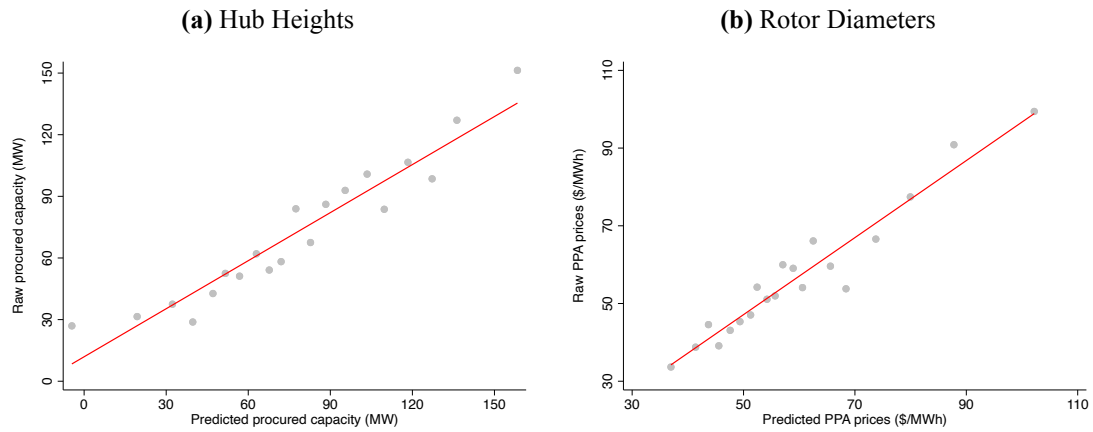 (a) Hub Heights
(b) Rotor Diameters
Raw procured capacity (MW)
150
120
90
60
30
0
0 30 60 90 120 150
Predicted procured capacity (MW)
Raw PPA prices ($/MWh)
110
90
70
50
30
30 50 70 90 110
Predicted PPA prices ($/MWh)